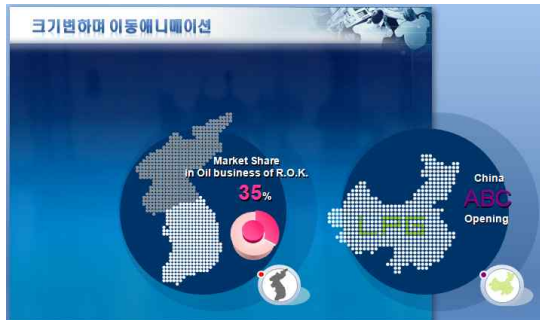 크기변하며 이동애니메이션
Market Share
in Oil business of R.O.K.
35%
China
ABC
Opening
LPG